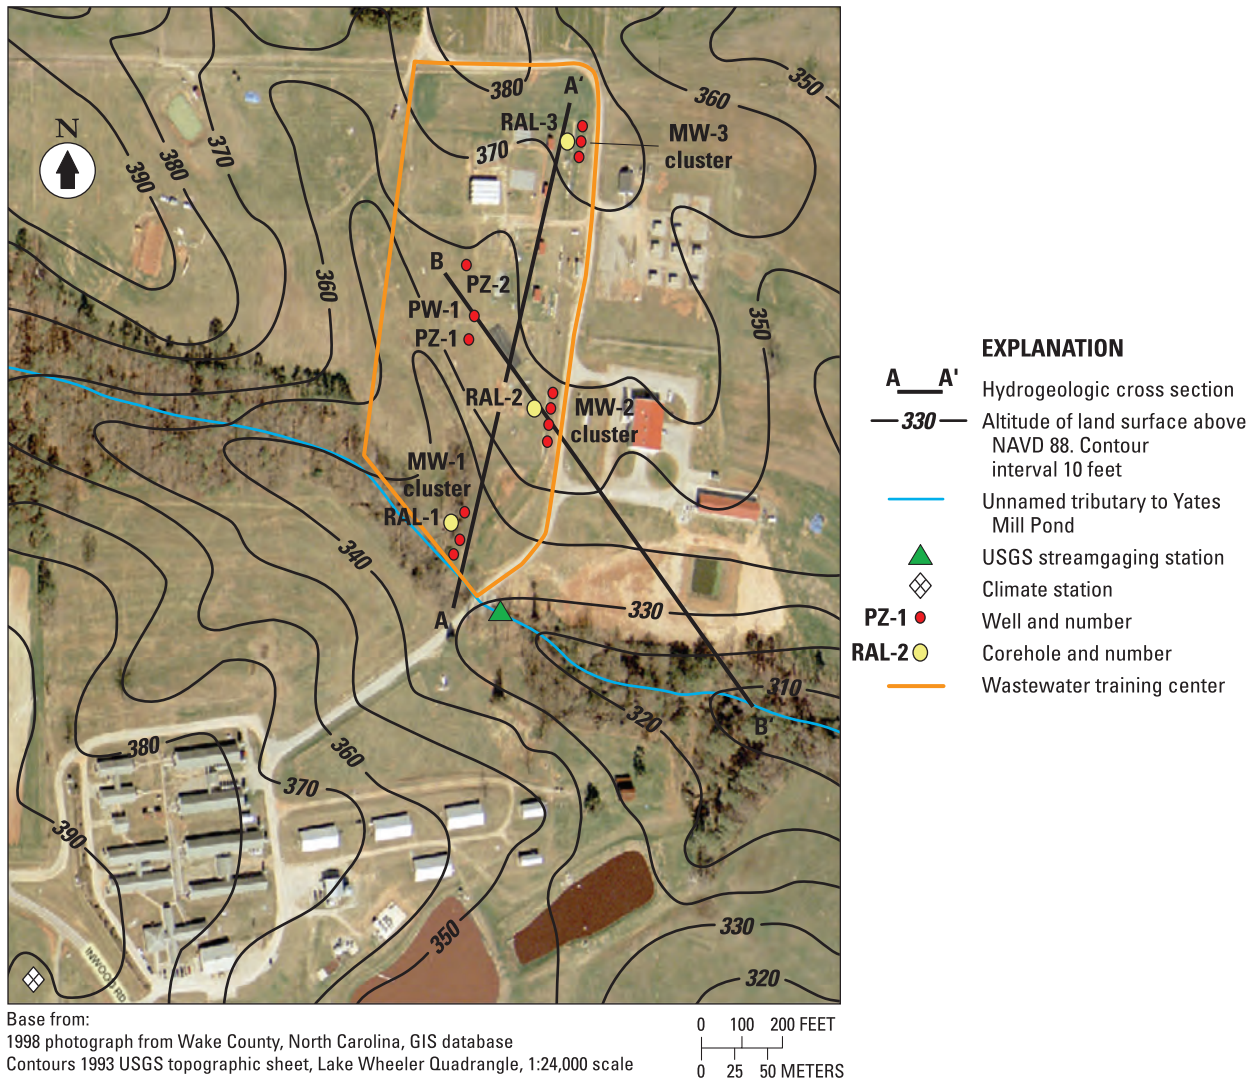 350
360
380
A'
RAL-3
MW-3
cluster
N
370
380
390
370
360
B
PZ-2
PW-1
PZ-1
350
RAL-2
MW-2
cluster
MW-1
cluster
RAL-1
340
A
330
310
320
B'
380
360
370
390
350
330
320
INWOOD RD
EXPLANATION
A A' Hydrogeologic cross section
330 Altitude of land surface above
NAVD 88. Contour
interval 10 feet
Unnamed tributary to Yates
Mill Pond
USGS streamgaging station
Climate station
PZ-1 Well and number
RAL-2 Corehole and number
Wastewater training center
Base from:
1998 photograph from Wake County, North Carolina, GIS database
Contours 1993 USGS topographic sheet, Lake Wheeler Quadrangle, 1:24,000 scale
0 100 200 FEET
0 25 50 METERS